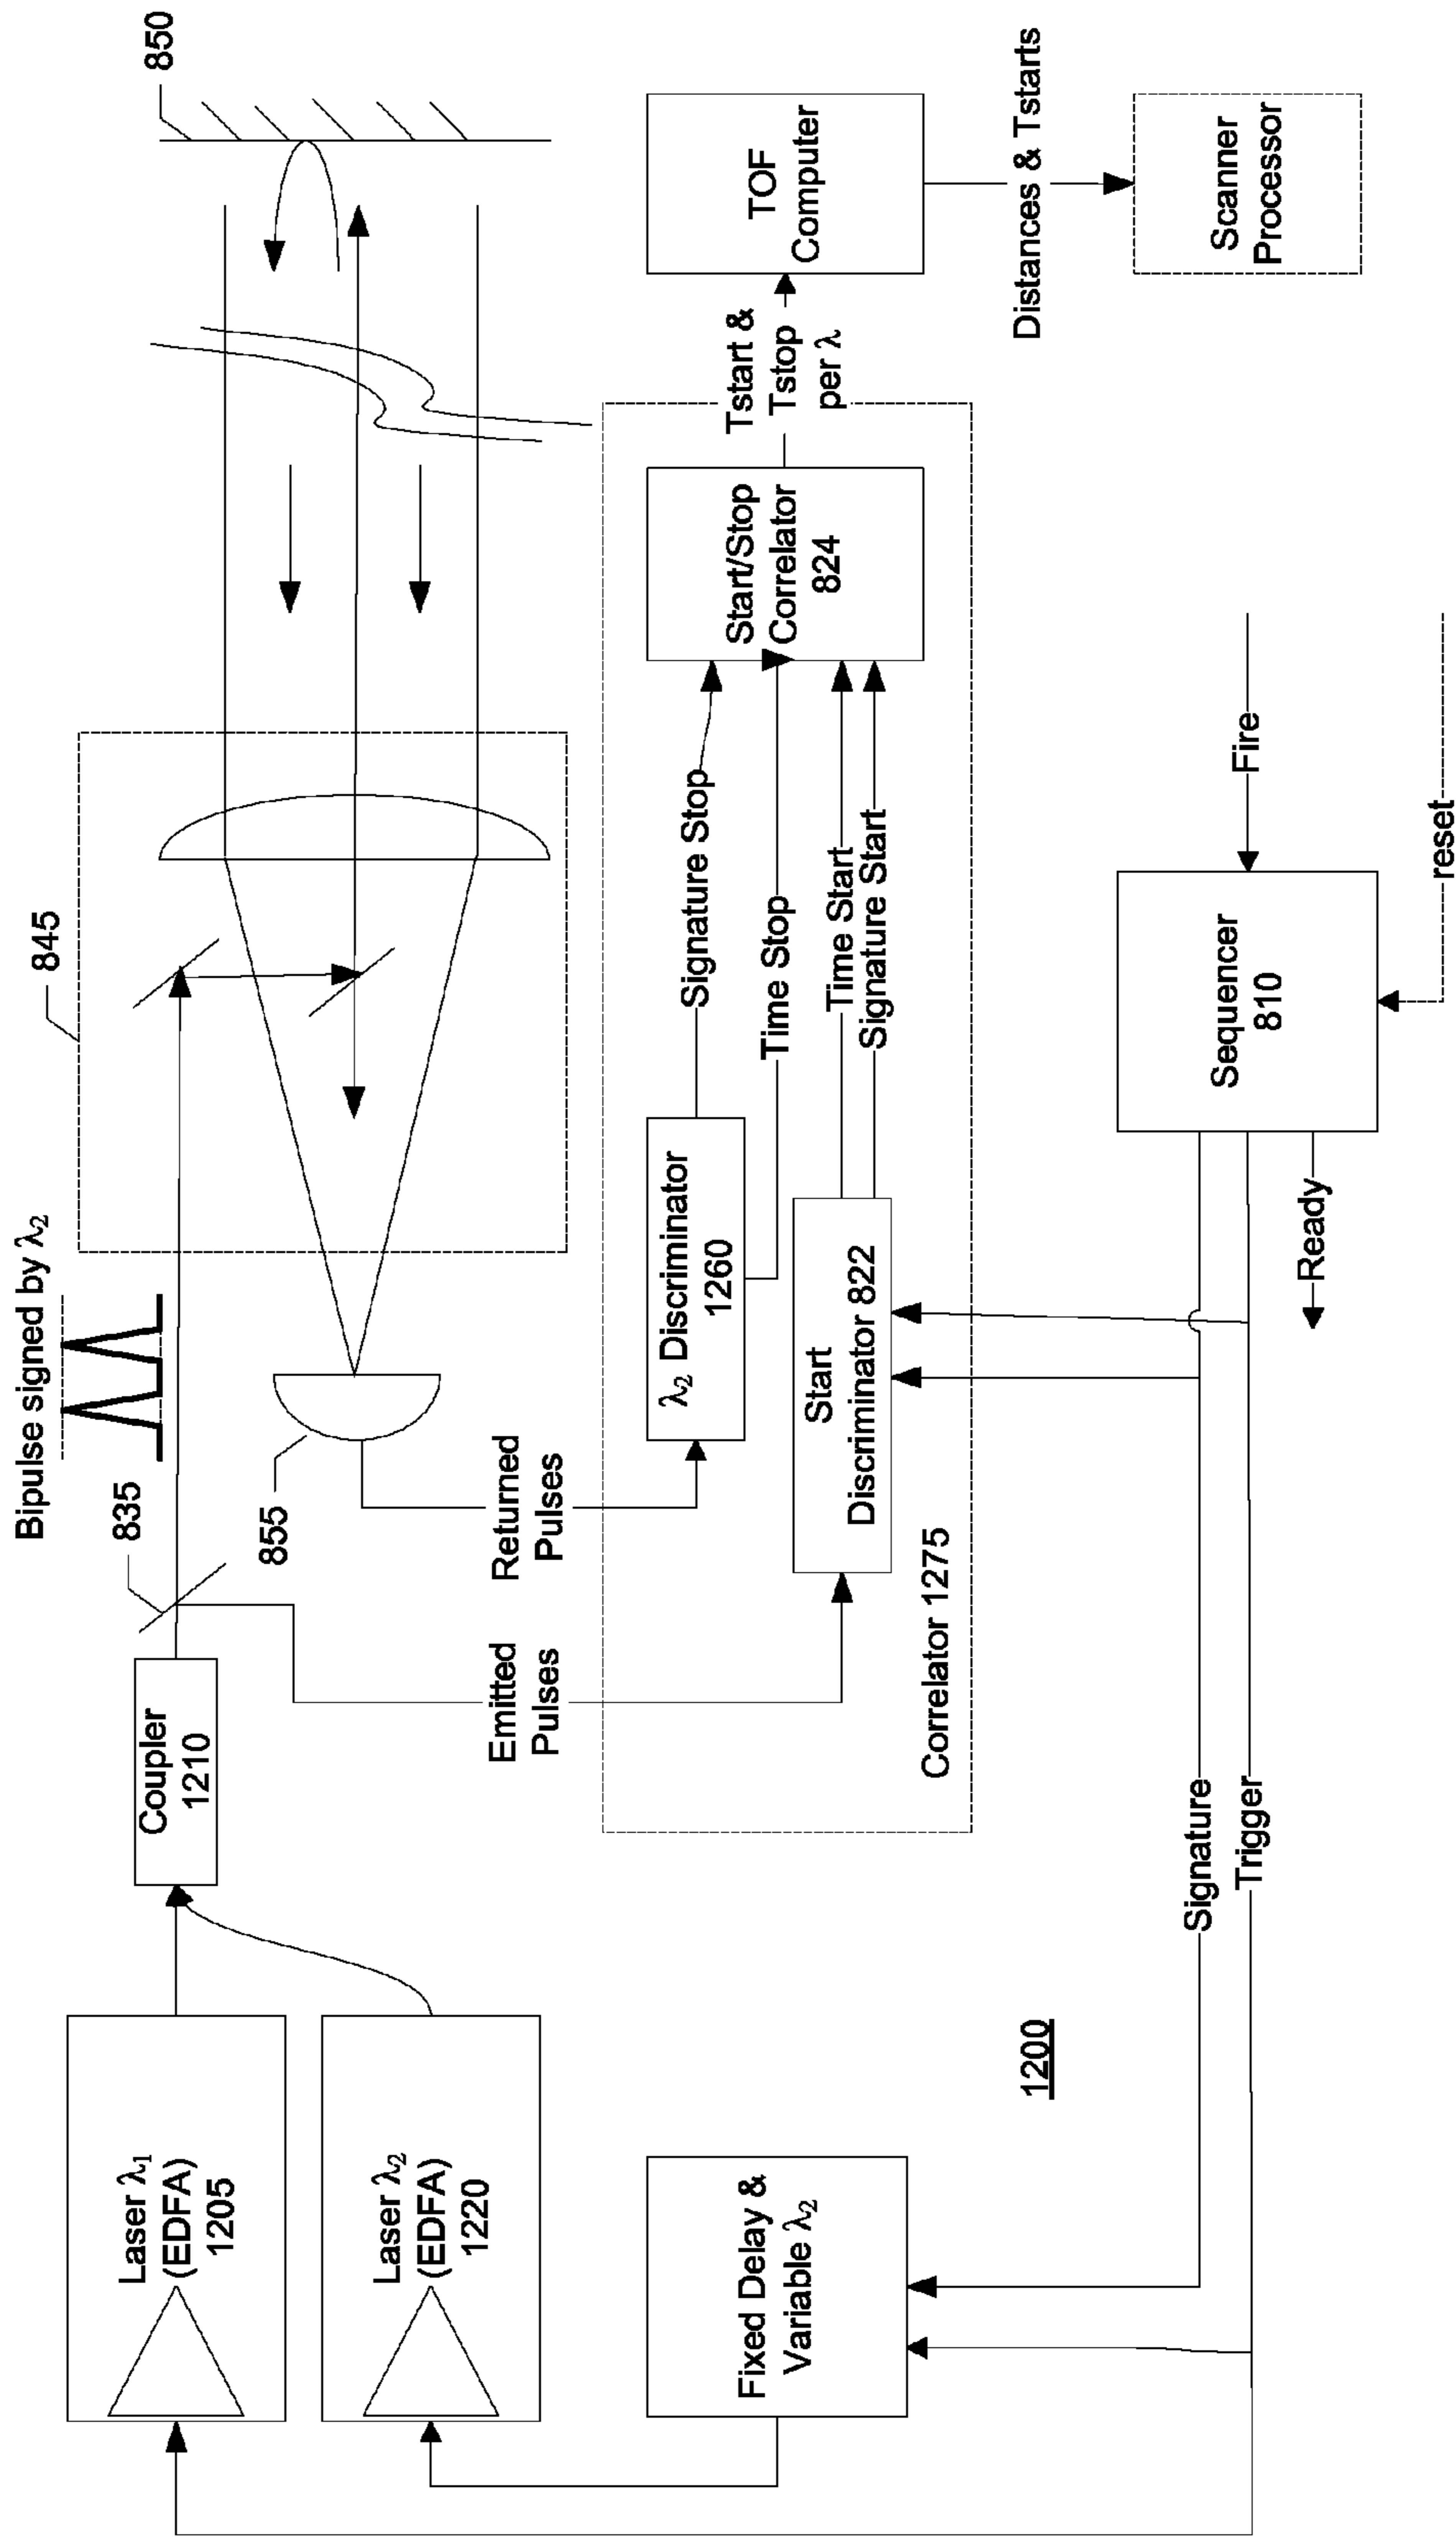 Bipulse signed by λ2
845
850
835
855
Laser λ1
(EDFA)
1205
Coupler
1210
Laser λ2
(EDFA)
1220
Emitted
Pulses
Returned
Pulses
λ2 Discriminator
1260
Signature Stop
Time Stop
Start
Discriminator 822
Time Start
Signature Start
Start/Stop
Correlator
824
Tstart &
Tstop
per λ
TOF
Computer
Distances & Tstarts
Scanner
Processor
Correlator 1275
Fixed Delay &
Variable λ2
1200
Signature
Trigger
Sequencer
810
Ready
Fire
reset